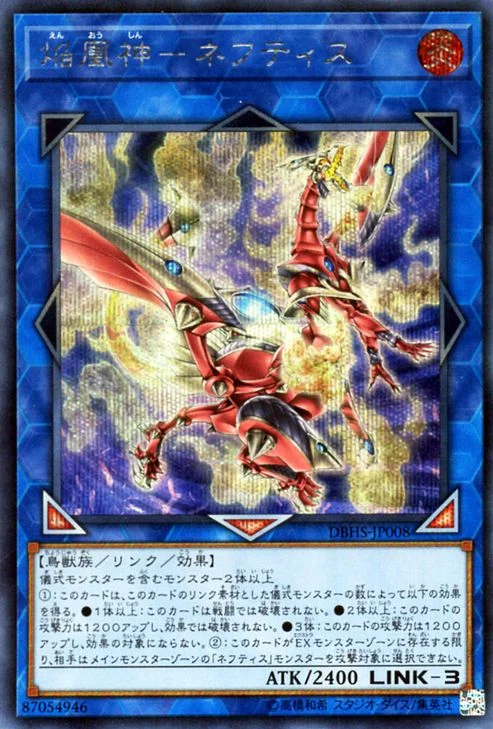 焰凰神－ネフティス
炎
DBHS-JP008
【鳥獣族／リンク／効果】
儀式モンスターを含むモンスター2体以上
①：このカードは、このカードのリンク素材とした儀式モンスターの数によって以下の効果
を得る。●1体以上：このカードは戦闘では破壊されない。●2体以上：このカードの
攻撃力は1200アップし、効果では破壊されない。●3体：このカードの攻撃力は1200
アップし、効果の対象にならない。②：このカードがEXモンスターゾーンに存在する限
り、相手はメインモンスターゾーンの「ネフティス」モンスターを攻撃対象に選択できない。
ATK/2400 LINK-3
87054946 ©高橋和希 スタジオ・ダイス/集英社